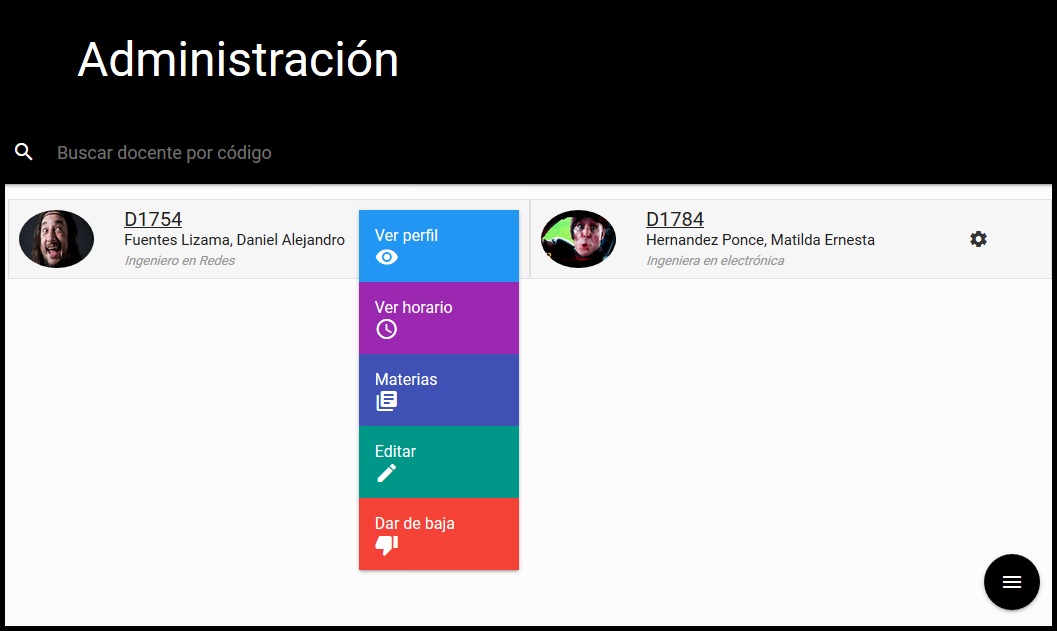 Administración
Buscar docente por código
D1754
Fuentes Lizama, Daniel Alejandro
Ingeniero en Redes
Ver perfil
Ver horario
Materias
Editar
Dar de baja
D1784
Hernandez Ponce, Matilda Ernesta
Ingeniera en electrónica